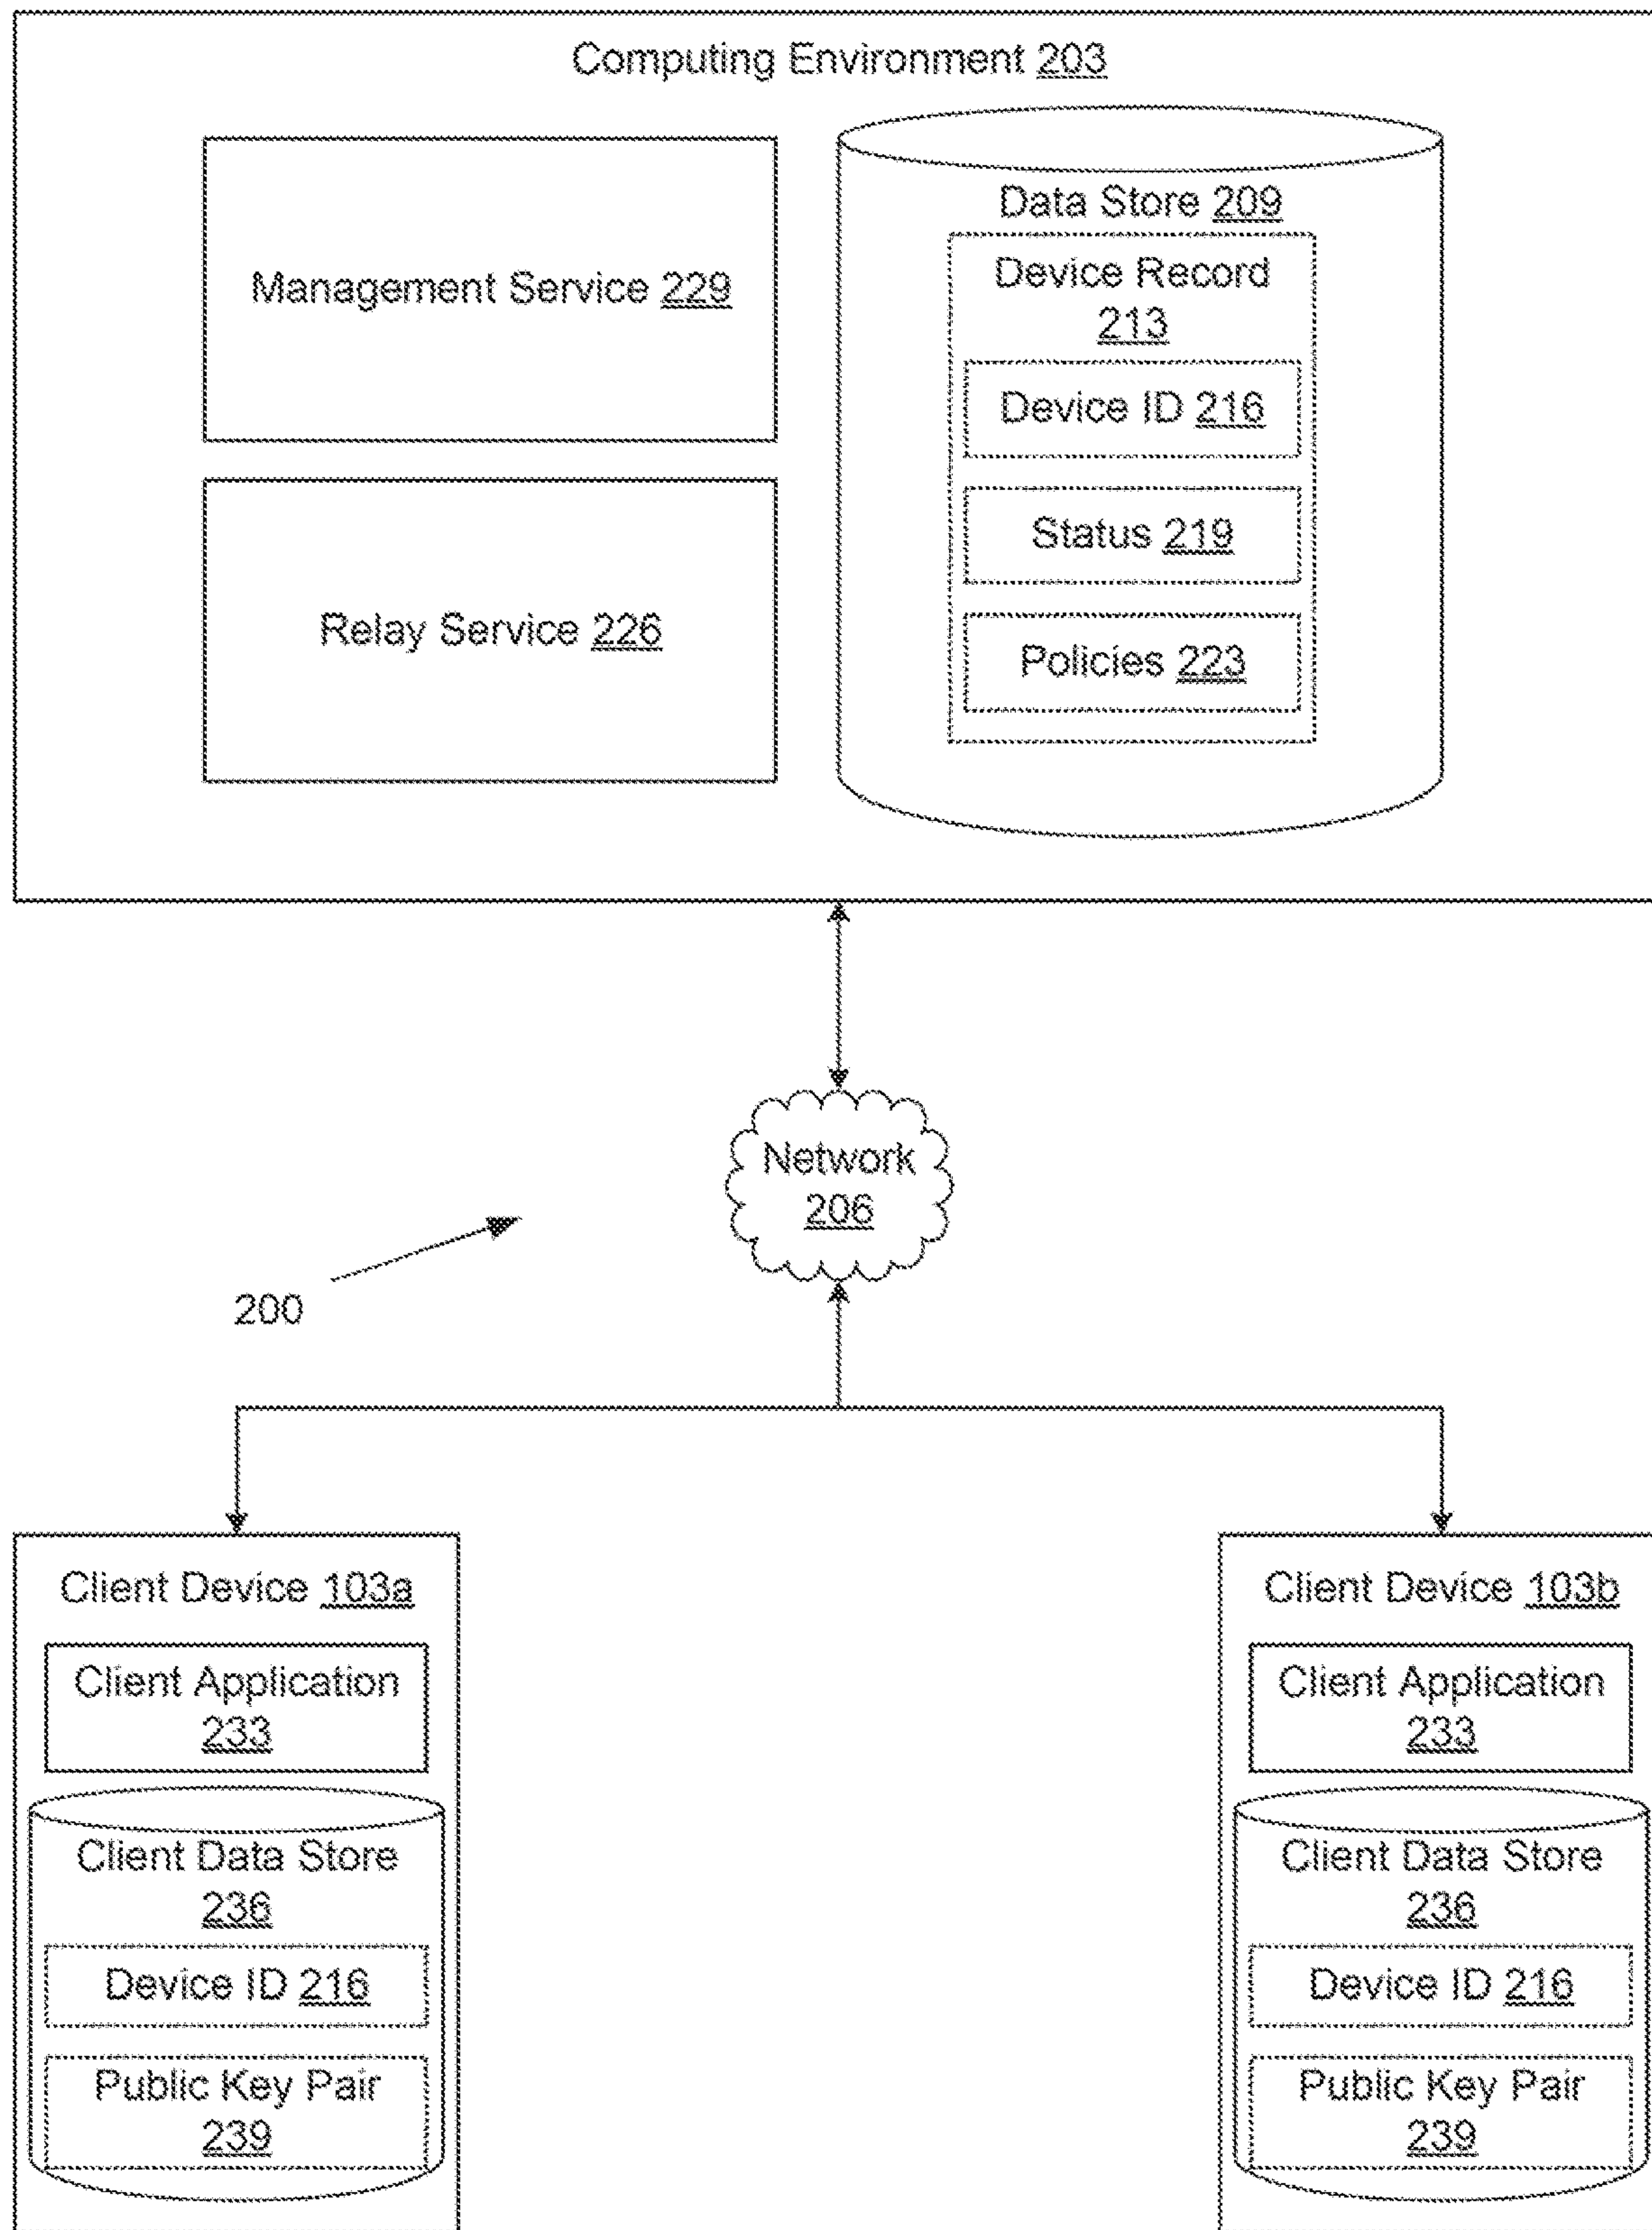 Computing Environment 203
Management Service 229
Relay Service 226
Data Store 209
Device Record
213
Device ID 216
Status 219
Policies 223
Network
206
200
Client Device 103a
Client Application
233
Client Data Store
236
Device ID 216
Public Key Pair
239
Client Device 103b
Client Application
233
Client Data Store
236
Device ID 216
Public Key Pair
239